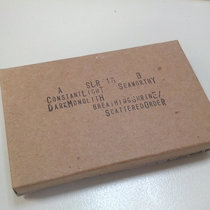 A SLR 15 B
ConstantLight Seaworthy
DarkMonolith BreathingShrine/
ScatteredOrder